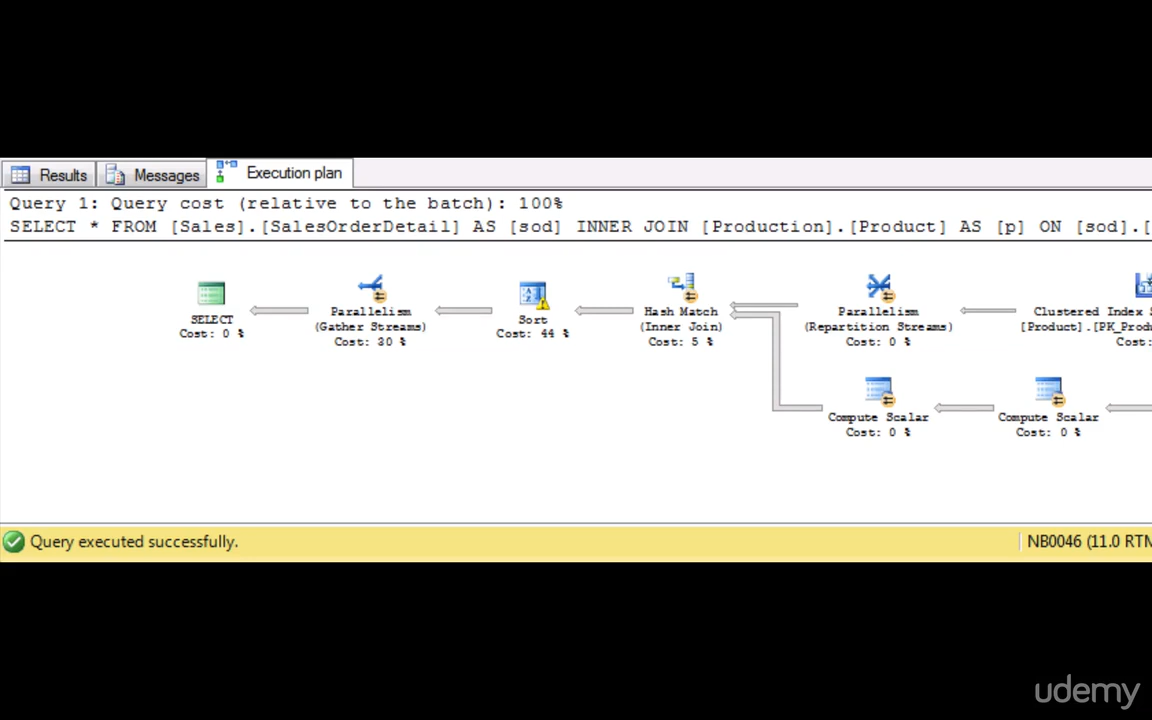 Results Messages Execution plan
Query 1: Query cost (relative to the batch): 100%
SELECT * FROM [Sales].[SalesOrderDetail] AS [sod] INNER JOIN [Production].[Product] AS [p] ON [sod].[
SELECT
Cost: 0 %
Parallelism
(Gather Streams)
Cost: 30 %
Sort
Cost: 44 %
Hash Match
(Inner Join)
Cost: 5 %
Parallelism
(Repartition Streams)
Cost: 0 %
Clustered Index S
[Product].[PK_Produ
Cost:
Compute Scalar
Cost: 0 %
Compute Scalar
Cost: 0 %
Query executed successfully.
NB0046 (11.0 RTM
udemy